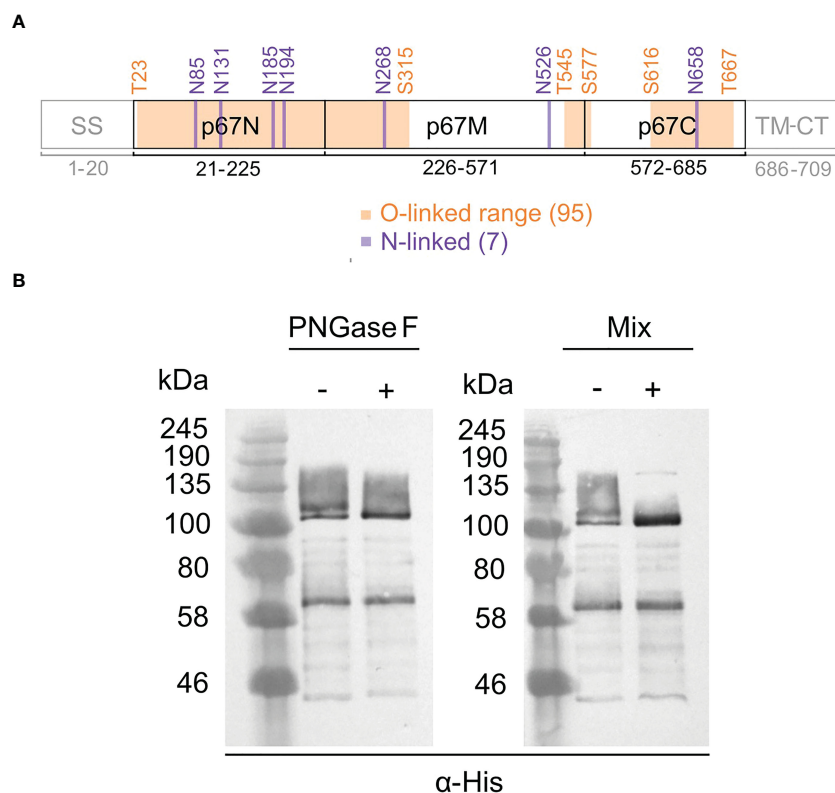 A
T23 N85 N131 N185 N194 N268 S315 N526 T545 S577 S616 N658 T667
SS p67N p67M p67C TM-CT
1-20 21-225 226-571 572-685 686-709
O-linked range (95)
N-linked (7)
B
PNGase F Mix
kDa - + kDa - +
245 245
190 190
135 135
100 100
80 80
58 58
46 46
α-His